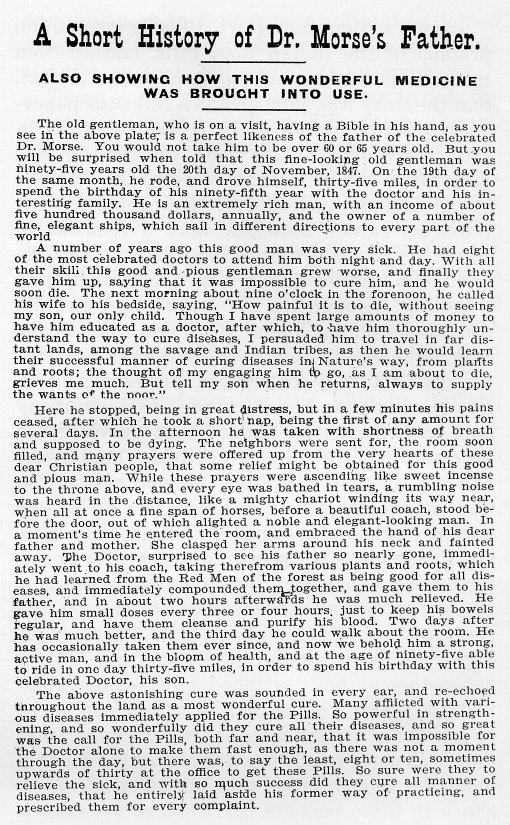 A Short History of Dr. Morse's Father.
ALSO SHOWING HOW THIS WONDERFUL MEDICINE
WAS BROUGHT INTO USE.
The old gentleman, who is on a visit, having a Bible in his hand, as you
see in the above plate, is a perfect likeness of the father of the celebrated
Dr. Morse. You would not take him to be over 60 or 65 years old. But you
will be surprised when told that this fine-looking old gentleman was
ninety-five years old the 20th day of November, 1847. On the 19th day of
the same month, he rode, and drove himself, thirty-five miles, in order to
spend the birthday of his ninety-fifth year with the doctor and his in-
teresting family. He is an extremely rich man, with an income of about
five hundred thousand dollars, annually, and the owner of a number of
fine, elegant ships, which sail in different directions to every part of the
world
A number of years ago this good man was very sick. He had eight
of the most celebrated doctors to attend him both night and day. With all
their skill this good and pious gentleman grew worse, and finally they
gave him up, saying that it was impossible to cure him, and he would
soon die. The next morning about nine o'clock in the forenoon, he called
his wife to his bedside, saying, "How painful it is to die, without seeing
my son, our only child. Though I have spent large amounts of money to
have him educated as a doctor, after which, to have him thoroughly un-
derstand the way to cure diseases, I persuaded him to travel in far dis-
tant lands, among the savage and Indian tribes, as then he would learn
their successful manner of curing diseases in Nature's way, from plants
and roots; the thought of my engaging him to go, as I am about to die,
grieves me much. But tell my son when he returns, always to supply
the wants of the poor."
Here he stopped, being in great distress, but in a few minutes his pains
ceased, after which he took a short nap, being the first of any amount for
several days. In the afternoon he was taken with shortness of breath
and supposed to be dying. The neighbors were sent for, the room soon
filled, and many prayers were offered up from the very hearts of these
dear Christian people, that some relief might be obtained for this good
and pious man. While these prayers were ascending like sweet incense
to the throne above, and every eye was bathed in tears, a rumbling noise
was heard in the distance, like a mighty chariot winding its way near,
when all at once a fine span of horses, before a beautiful coach, stood be-
fore the door, out of which alighted a noble and elegant-looking man. In
a moment's time he entered the room, and embraced the hand of his dear
father and mother. She clasped her arms around his neck and fainted
away. The Doctor, surprised to see his father so nearly gone, immedi-
ately went to his coach, taking therefrom various plants and roots, which
he had learned from the Red Men of the forest as being good for all dis-
eases, and immediately compounded them together, and gave them to his
father, and in about two hours afterwards he was much relieved. He
gave him small doses every three or four hours, just to keep his bowels
regular, and have them cleanse and purify his blood. Two days after
he was much better, and the third day he could walk about the room. He
has occasionally taken them ever since, and now we behold him a strong,
active man, and in the bloom of health, and at the age of ninety-five able
to ride in one day thirty-five miles, in order to spend his birthday with this
celebrated Doctor, his son.
The above astonishing cure was sounded in every ear, and re-echoed
throughout the land as a most wonderful cure. Many afflicted with vari-
ous diseases immediately applied for the Pills. So powerful in strength-
ening, and so wonderfully did they cure all their diseases, and so great
was the call for the Pills, both far and near, that it was impossible for
the Doctor alone to make them fast enough, as there was not a moment
through the day, but there was, to say the least, eight or ten, sometimes
upwards of thirty at the office to get these Pills. So sure were they to
relieve the sick, and with so much success did they cure all manner of
diseases, that he entirely laid aside his former way of practicing, and
prescribed them for every complaint.